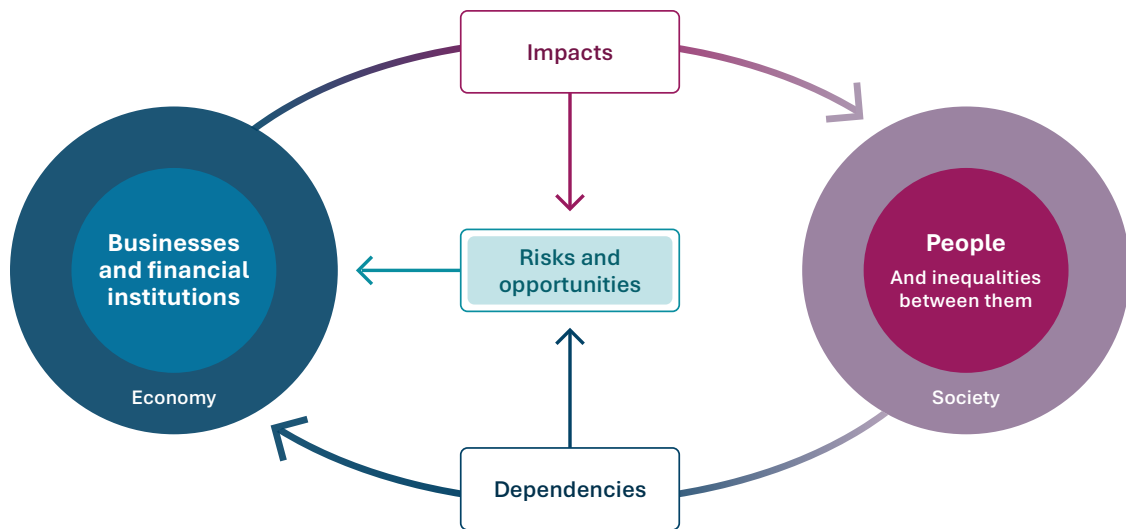 Impacts
Businesses
and financial
institutions
Economy
Risks and
opportunities
People
And inequalities
between them
Society
Dependencies